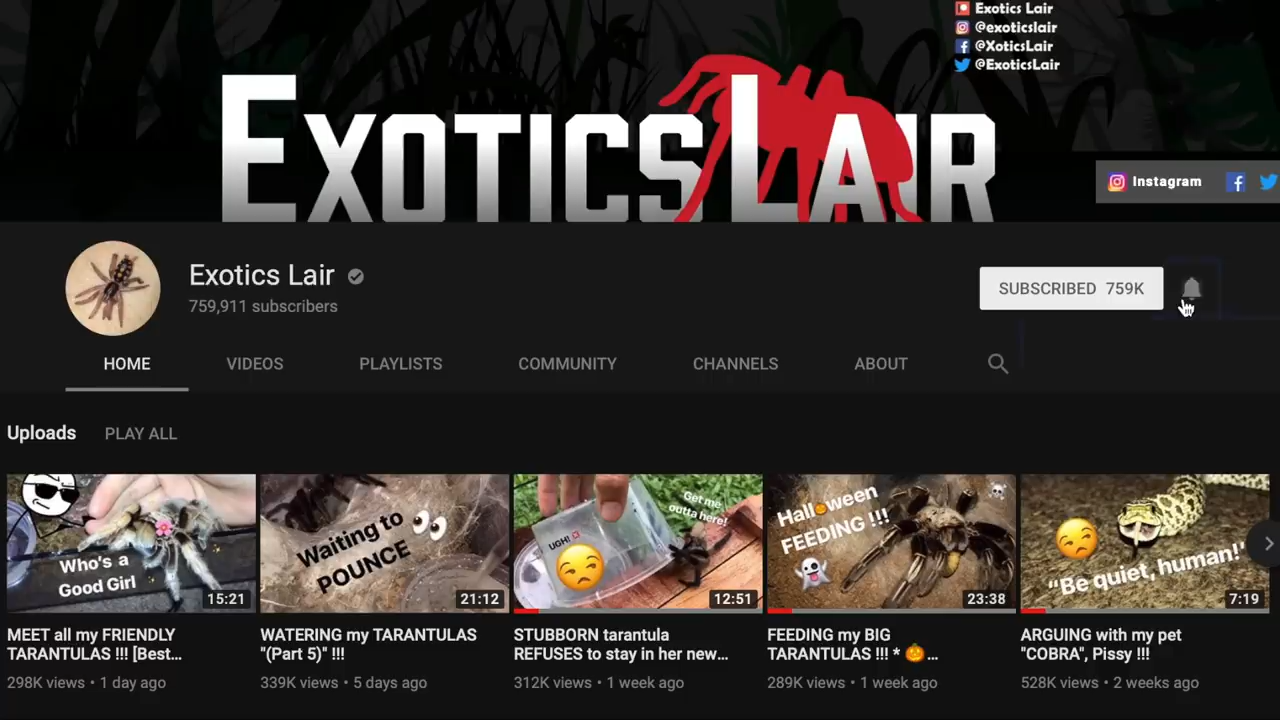 Exotics Lair
@exoticslair
@XoticsLair
@ExoticsLair
EXOTICSLAIR
Instagram
Exotics Lair
759,911 subscribers
SUBSCRIBED 759K
HOME VIDEOS PLAYLISTS COMMUNITY CHANNELS ABOUT
Uploads PLAY ALL
Who's a
Good Girl
15:21
Waiting to
POUNCE
21:12
Get me
outta here!
UGH!
12:51
Halloween
FEEDING !!!
23:38
"Be quiet, human!"
7:19
MEET all my FRIENDLY
TARANTULAS !!! [Best...
298K views • 1 day ago
WATERING my TARANTULAS
"(Part 5)" !!!
339K views • 5 days ago
STUBBORN tarantula
REFUSES to stay in her new...
312K views • 1 week ago
FEEDING my BIG
TARANTULAS !!! * 🎃...
289K views • 1 week ago
ARGUING with my pet
"COBRA", Pissy !!!
528K views • 2 weeks ago